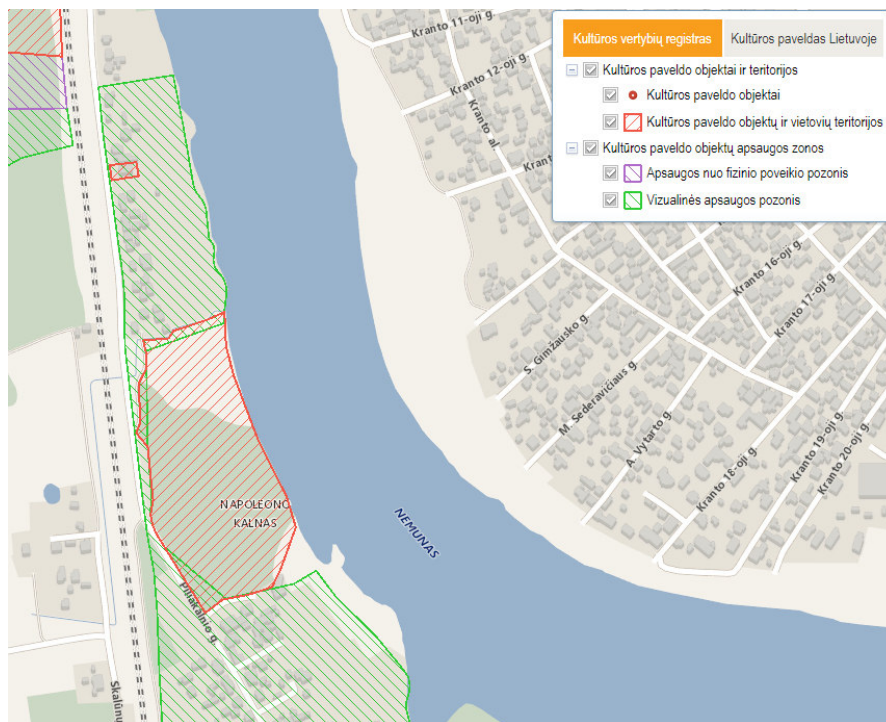 Kultūros vertybių registras
Kultūros paveldas Lietuvoje
Kultūros paveldo objektai ir teritorijos
Kultūros paveldo objektai
Kultūros paveldo objektų ir vietovių teritorijos
Kultūros paveldo objektų apsaugos zonos
Apsaugos nuo fizinio poveikio pozonis
Vizualinės apsaugos pozonis
Kranto 11-oji g.
Kranto 12-oji g.
Kranto al.
Kranto
Kranto 16-oji g.
Kranto 17-oji g.
S. Gimžausko g.
M. Sederavičiaus g.
A. Vytarto g.
Kranto 18-oji g.
Kranto 19-oji g.
Kranto 20-oji g.
NAPOLEONO
KALNAS
NEMUNAS
Piliakalnio g.
Skalūnų